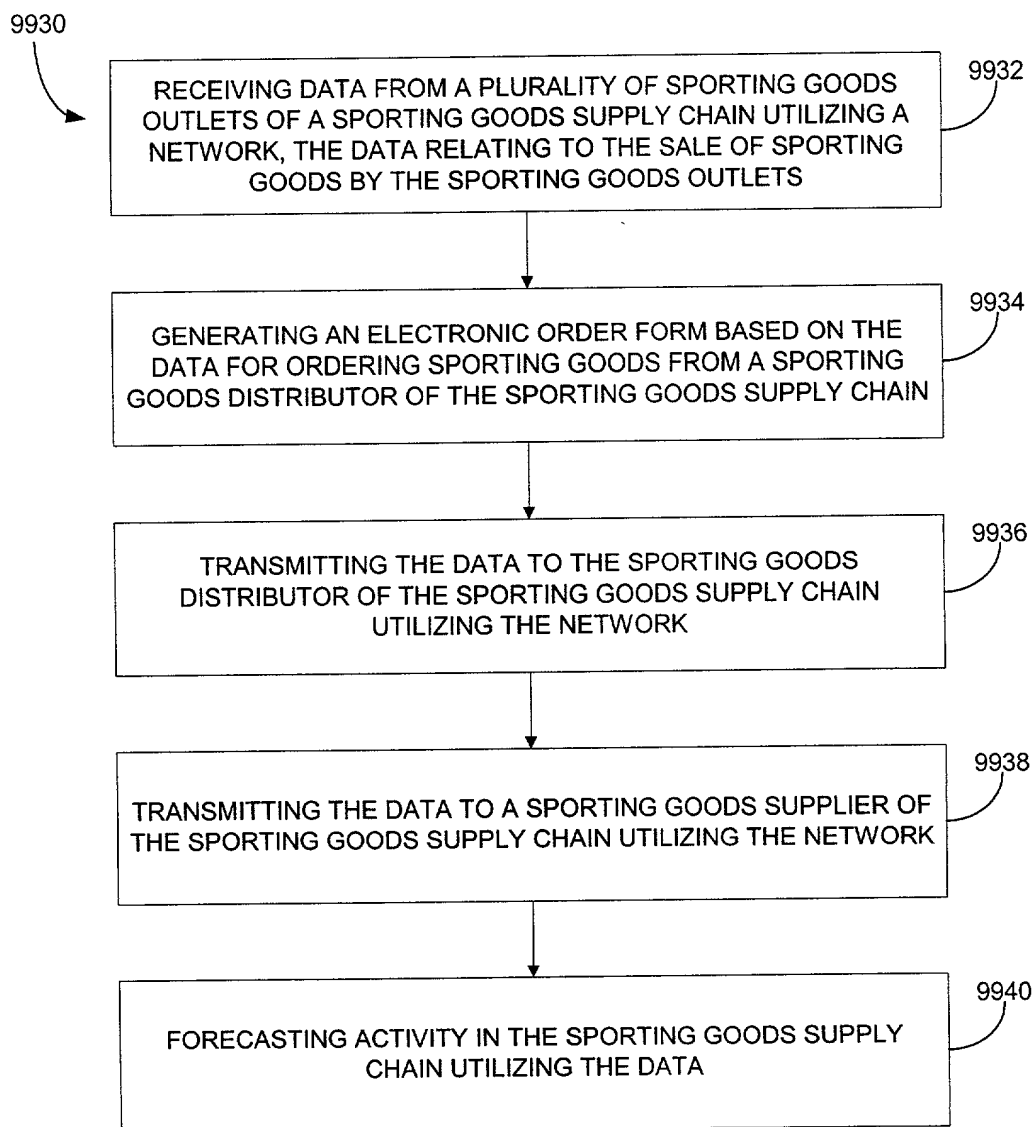 9930
9932
RECEIVING DATA FROM A PLURALITY OF SPORTING GOODS
OUTLETS OF A SPORTING GOODS SUPPLY CHAIN UTILIZING A
NETWORK, THE DATA RELATING TO THE SALE OF SPORTING
GOODS BY THE SPORTING GOODS OUTLETS
9934
GENERATING AN ELECTRONIC ORDER FORM BASED ON THE
DATA FOR ORDERING SPORTING GOODS FROM A SPORTING
GOODS DISTRIBUTOR OF THE SPORTING GOODS SUPPLY CHAIN
9936
TRANSMITTING THE DATA TO THE SPORTING GOODS
DISTRIBUTOR OF THE SPORTING GOODS SUPPLY CHAIN
UTILIZING THE NETWORK
9938
TRANSMITTING THE DATA TO A SPORTING GOODS SUPPLIER OF
THE SPORTING GOODS SUPPLY CHAIN UTILIZING THE NETWORK
9940
FORECASTING ACTIVITY IN THE SPORTING GOODS SUPPLY
CHAIN UTILIZING THE DATA